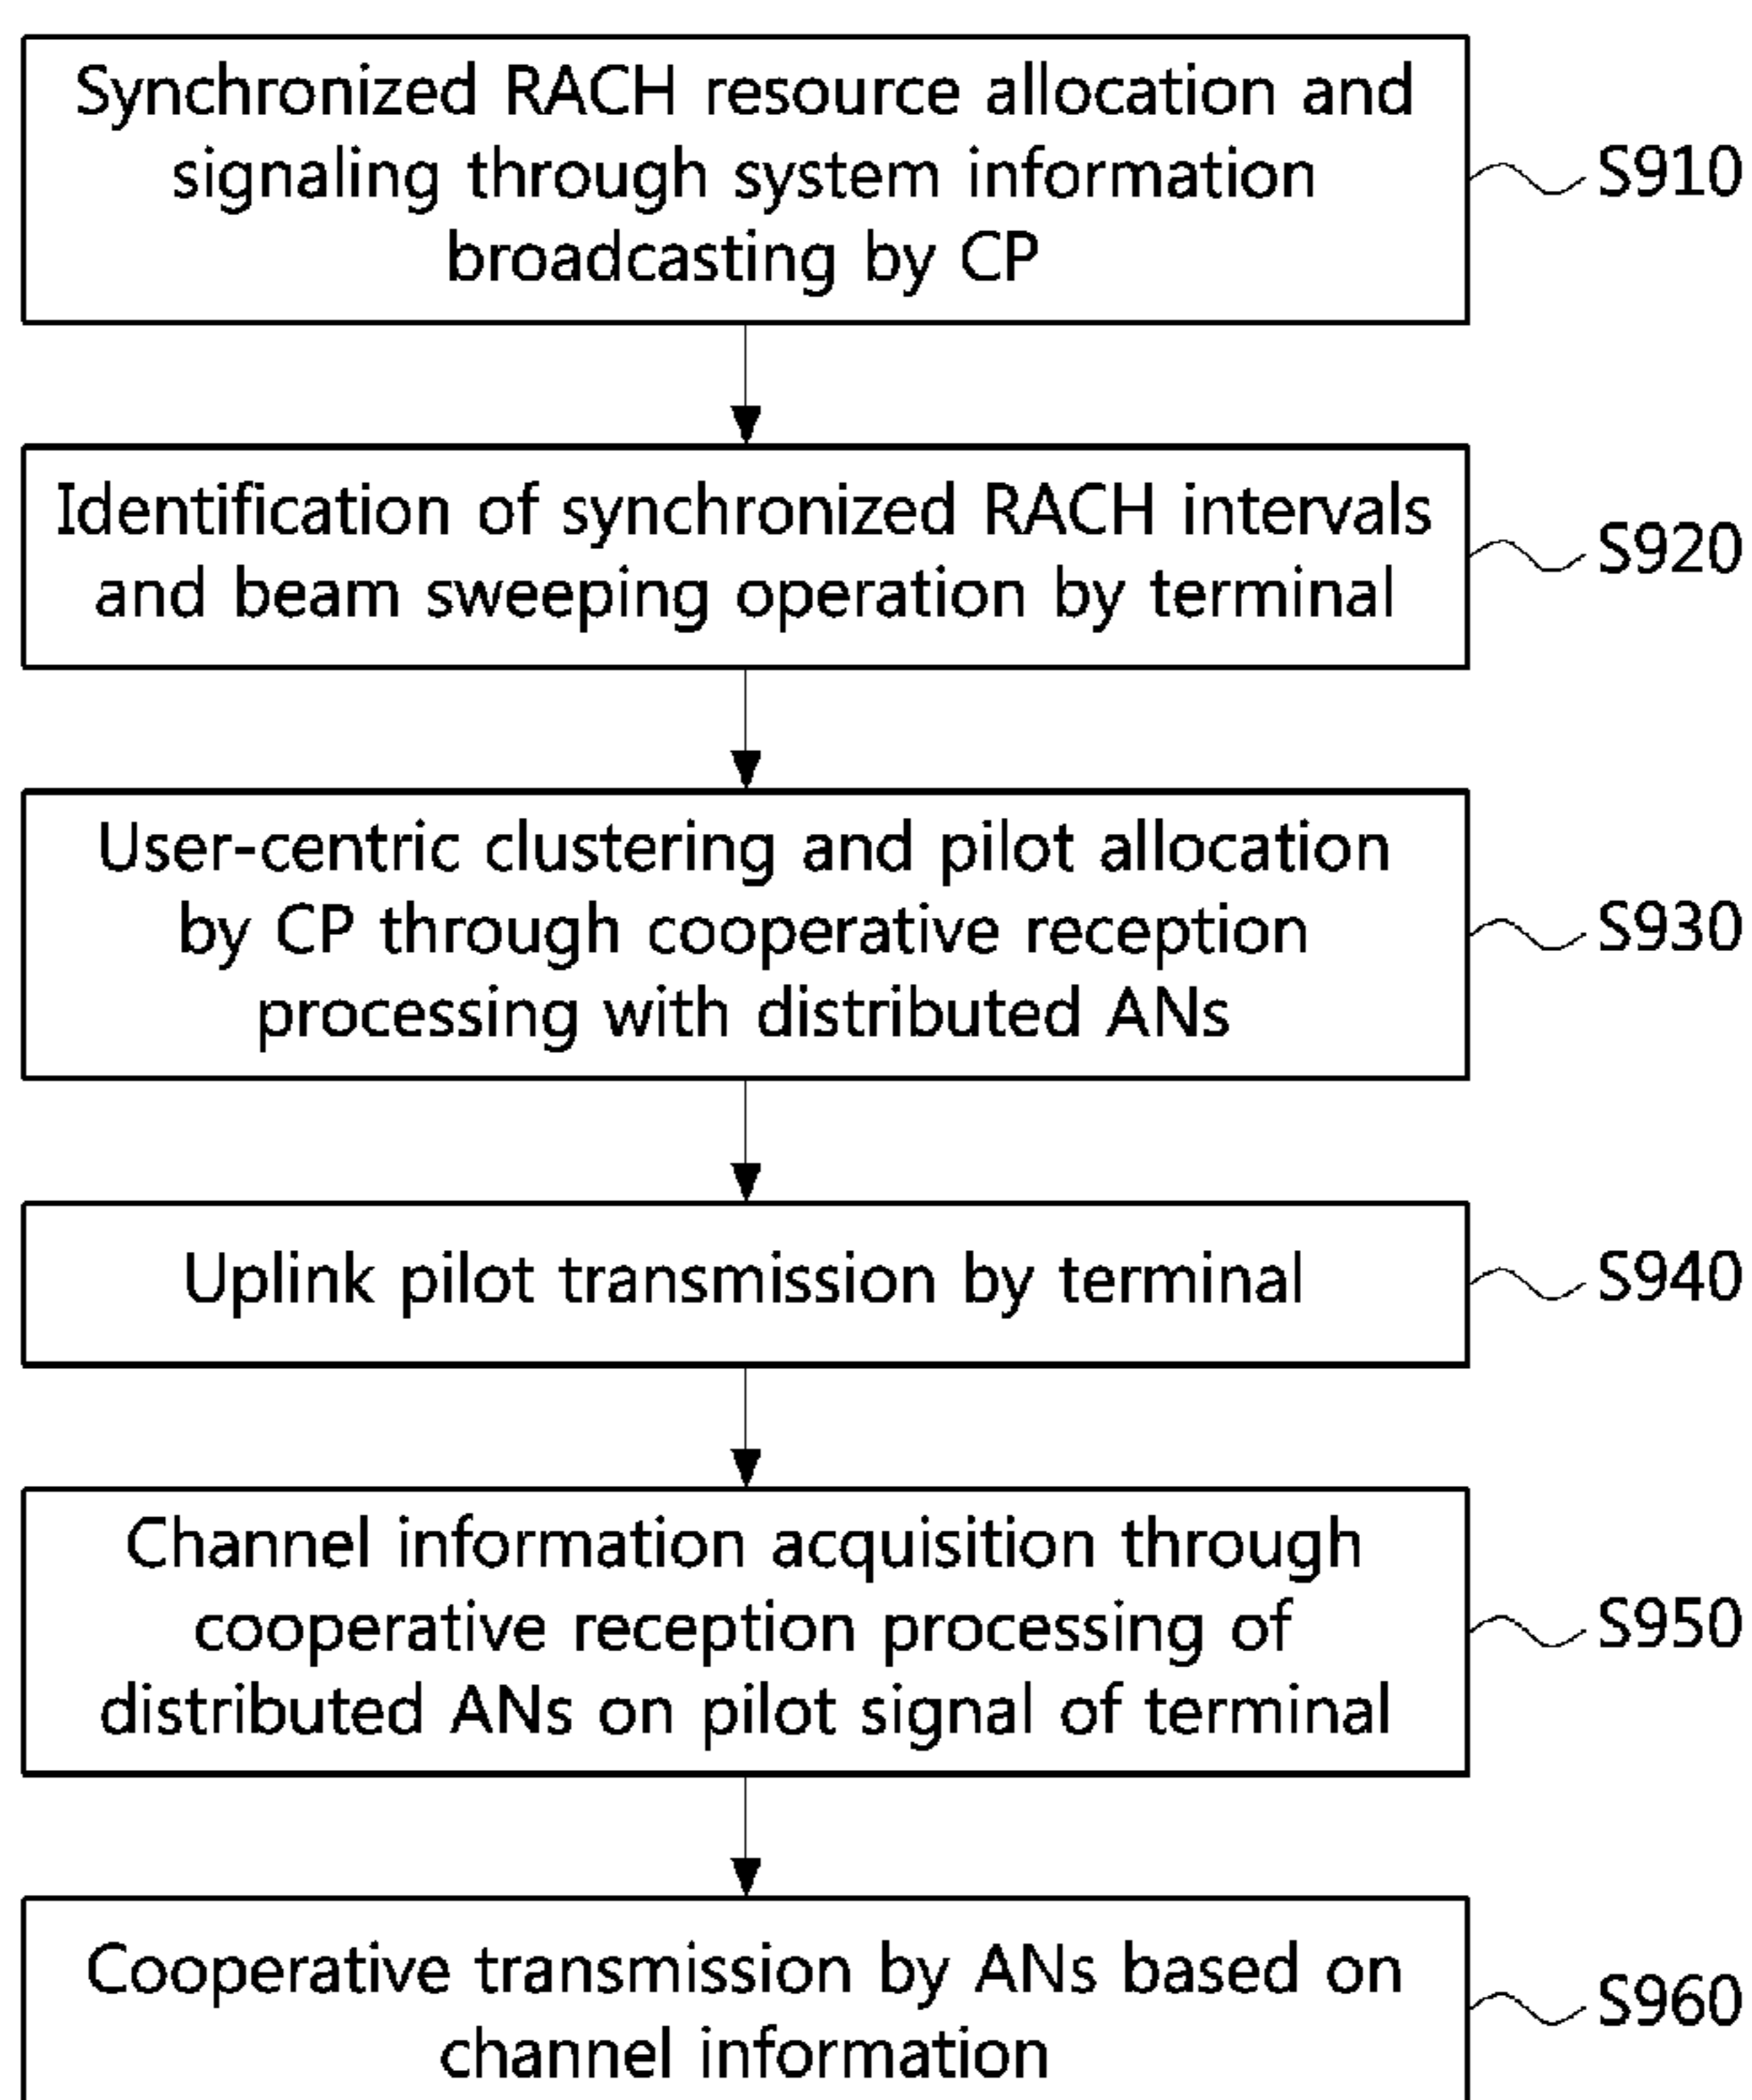 Synchronized RACH resource allocation and
signaling through system information
broadcasting by CP
S910
Identification of synchronized RACH intervals
and beam sweeping operation by terminal
S920
User-centric clustering and pilot allocation
by CP through cooperative reception
processing with distributed ANs
S930
Uplink pilot transmission by terminal
S940
Channel information acquisition through
cooperative reception processing of
distributed ANs on pilot signal of terminal
S950
Cooperative transmission by ANs based on
channel information
S960